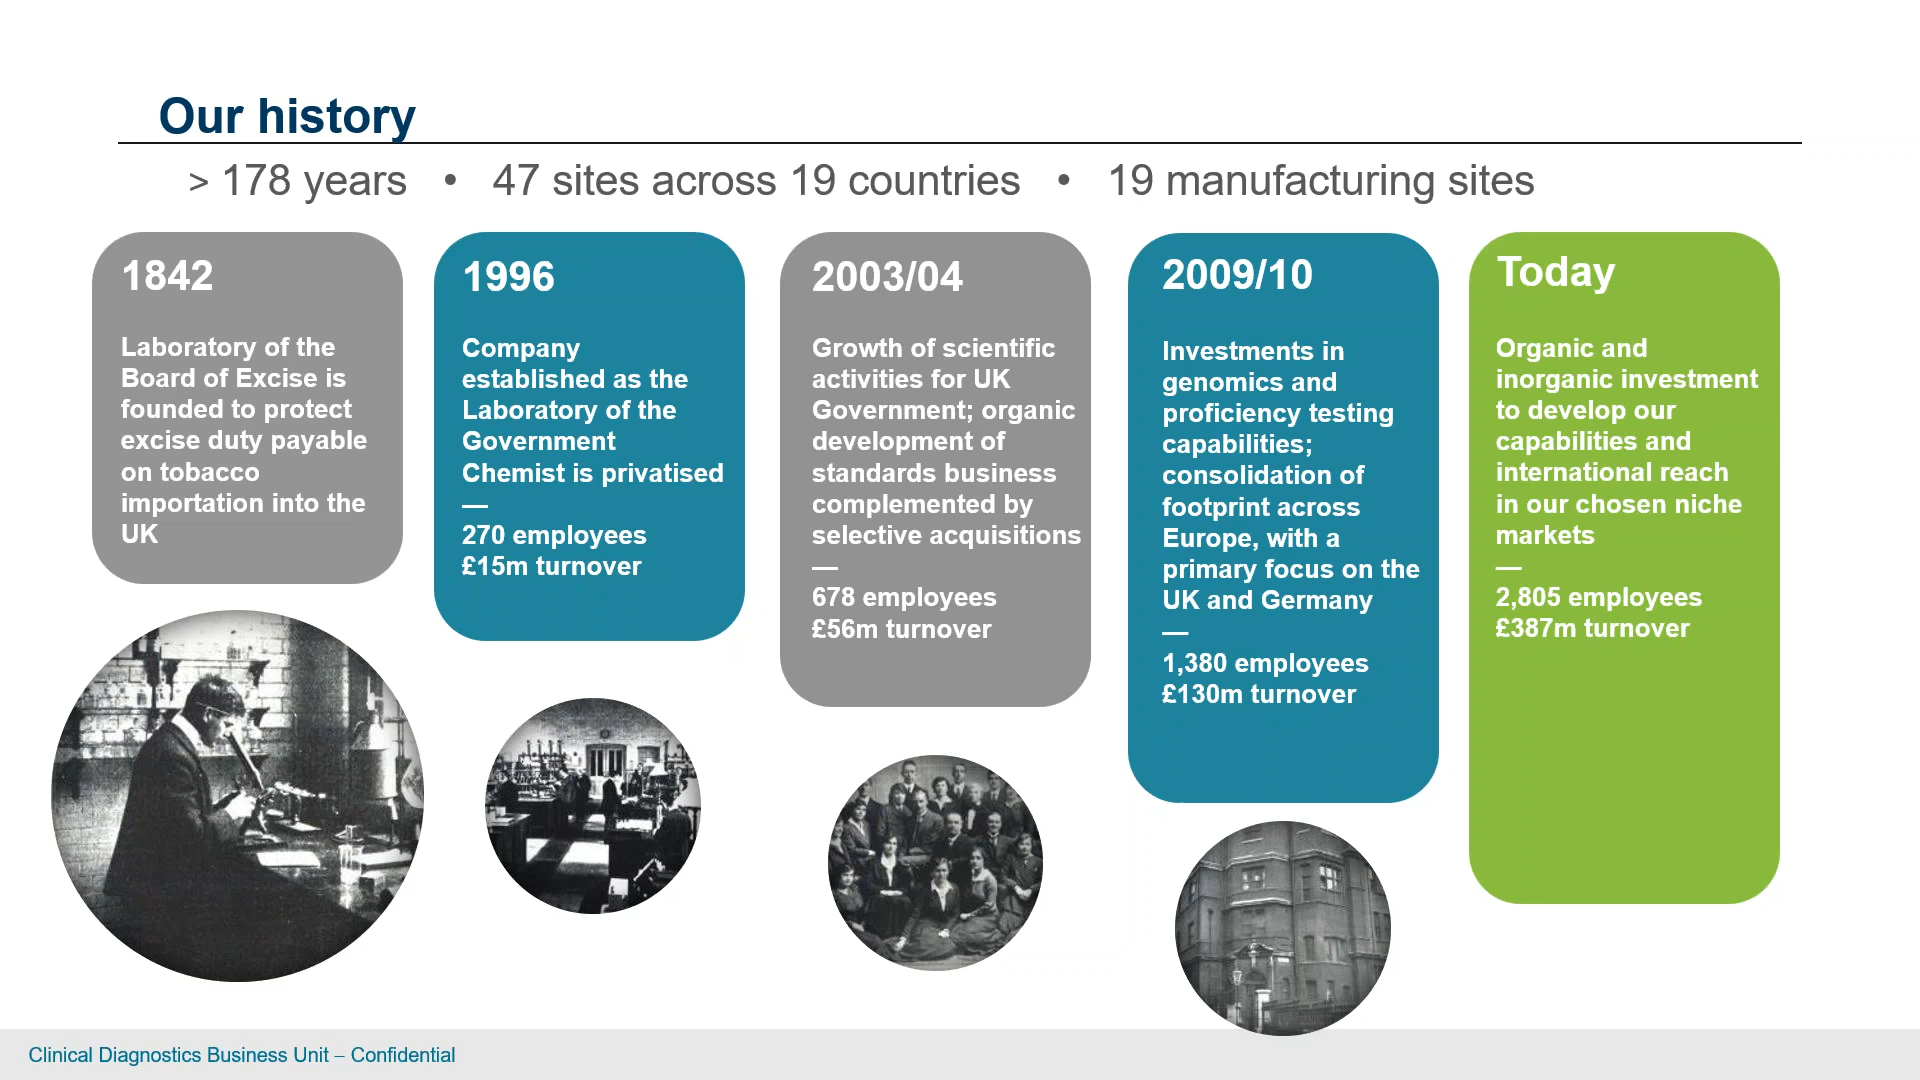 Our history
> 178 years • 47 sites across 19 countries • 19 manufacturing sites
1842
Laboratory of the
Board of Excise is
founded to protect
excise duty payable
on tobacco
importation into the
UK
1996
Company
established as the
Laboratory of the
Government
Chemist is privatised
—
270 employees
£15m turnover
2003/04
Growth of scientific
activities for UK
Government; organic
development of
standards business
complemented by
selective acquisitions
—
678 employees
£56m turnover
2009/10
Investments in
genomics and
proficiency testing
capabilities;
consolidation of
footprint across
Europe, with a
primary focus on the
UK and Germany
—
1,380 employees
£130m turnover
Today
Organic and
inorganic investment
to develop our
capabilities and
international reach
in our chosen niche
markets
—
2,805 employees
£387m turnover
Clinical Diagnostics Business Unit – Confidential